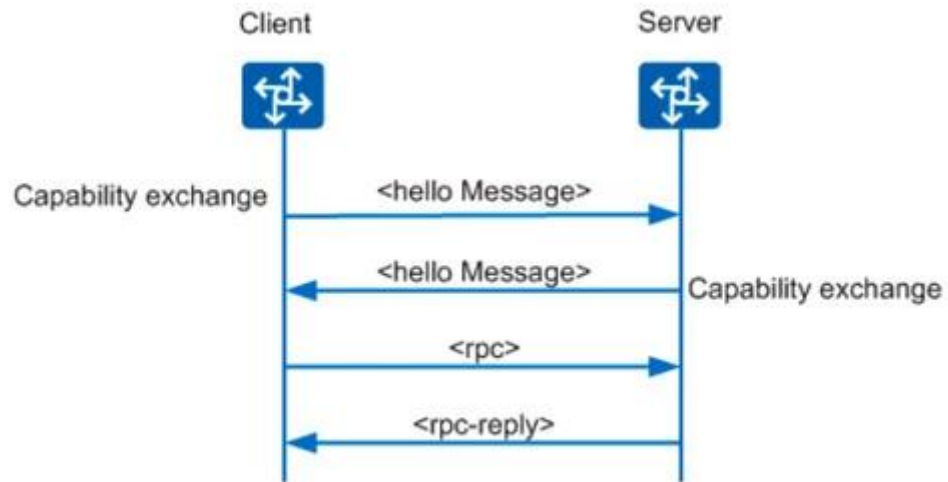 Client
Server
Capability exchange
<hello Message>
<hello Message>
Capability exchange
<rpc>
<rpc-reply>